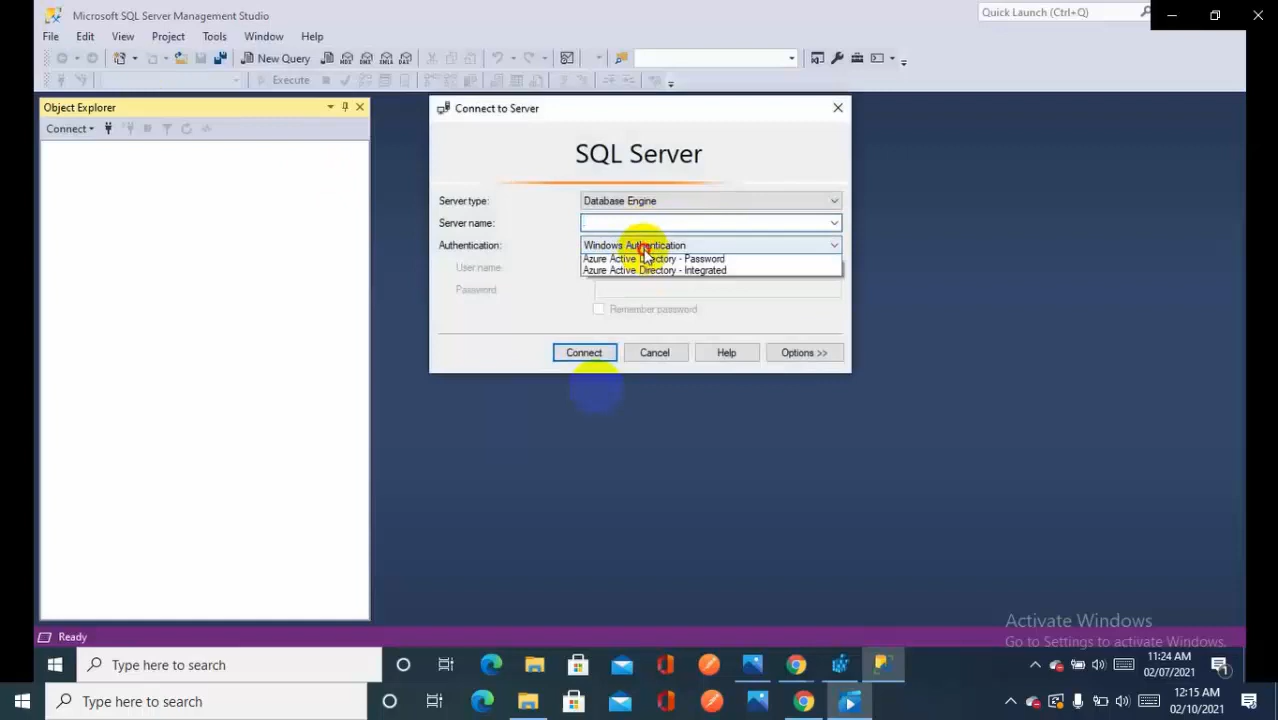 Microsoft SQL Server Management Studio
Quick Launch (Ctrl+Q)
File Edit View Project Tools Window Help
New Query
Execute
Object Explorer
Connect
Connect to Server
SQL Server
Server type: Database Engine
Server name: .
Authentication: Windows Authentication
Azure Active Directory - Password
Azure Active Directory - Integrated
User name
Password
Remember password
Connect Cancel Help Options >>
Activate Windows
Go to Settings to activate Windows.
Ready
Type here to search
11:24 AM
02/07/2021
1
Type here to search
12:15 AM
02/10/2021